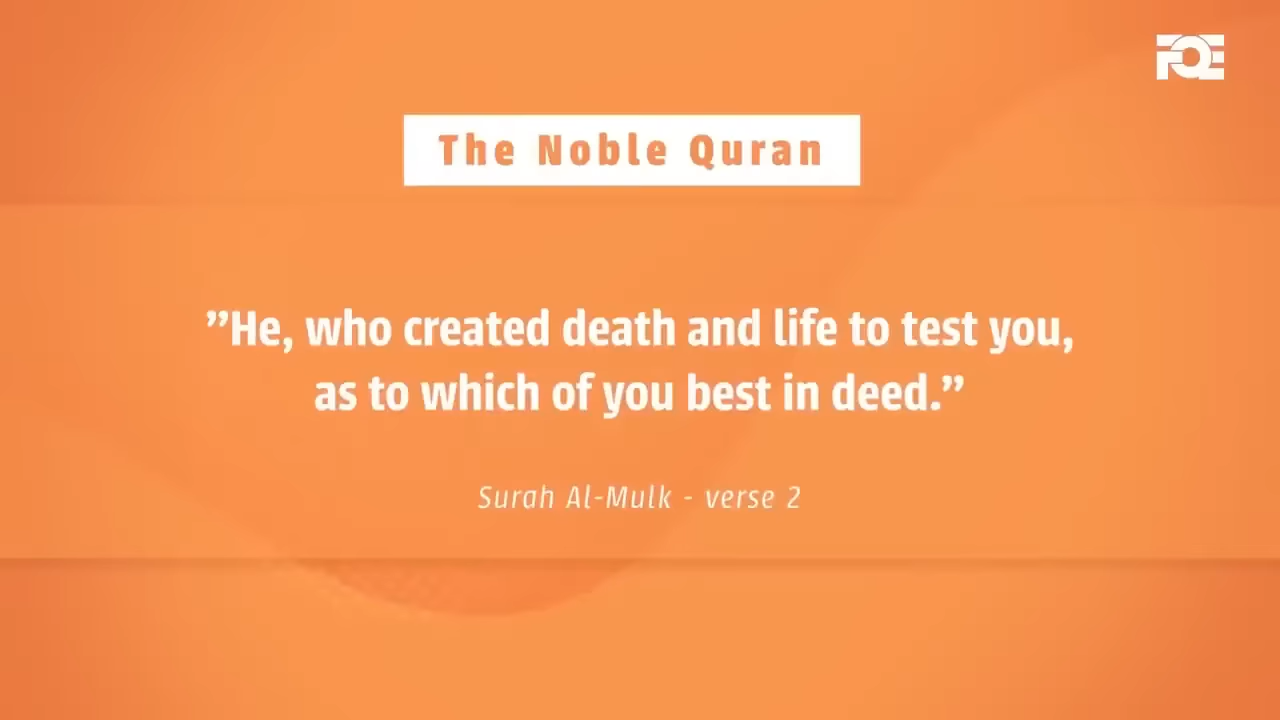 FQE
The Noble Quran
”He, who created death and life to test you,
as to which of you best in deed.”
Surah Al-Mulk - verse 2